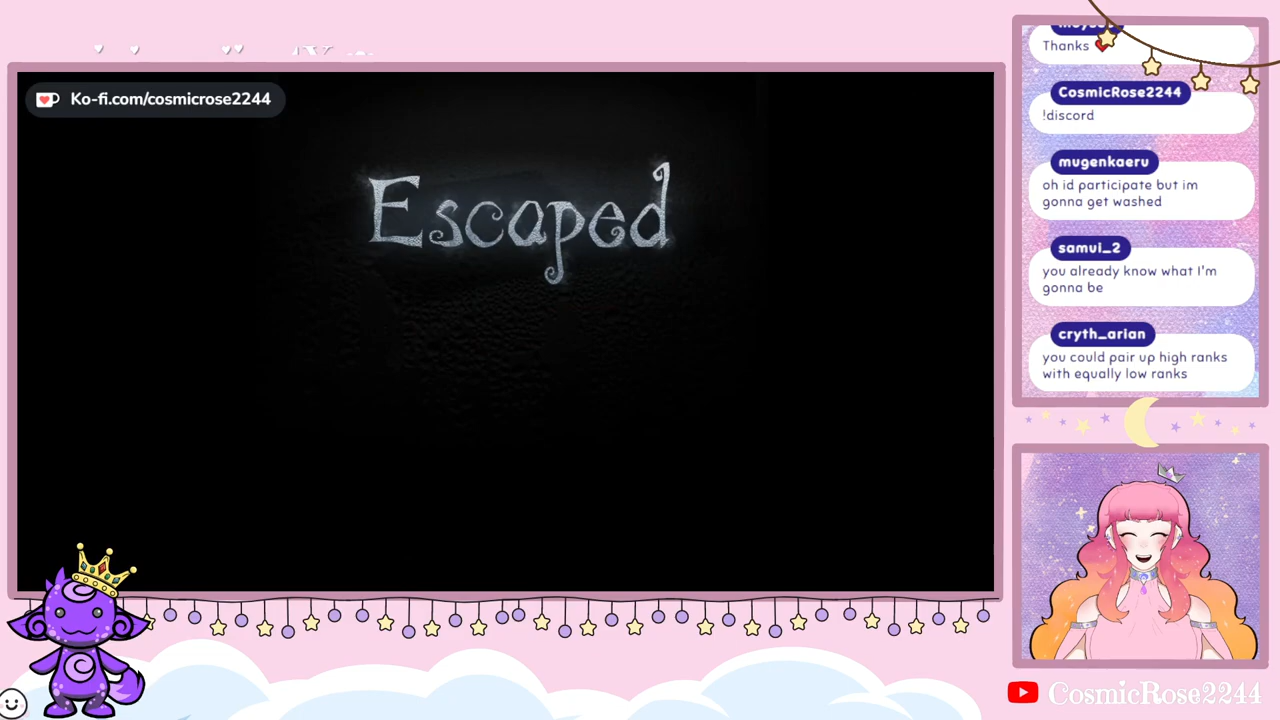 Ko-fi.com/cosmicrose2244
Escaped
Thanks
CosmicRose2244
!discord
mugenkaeru
oh id participate but im
gonna get washed
samui_2
you already know what I'm
gonna be
cryth_arian
you could pair up high ranks
with equally low ranks
CosmicRose2244